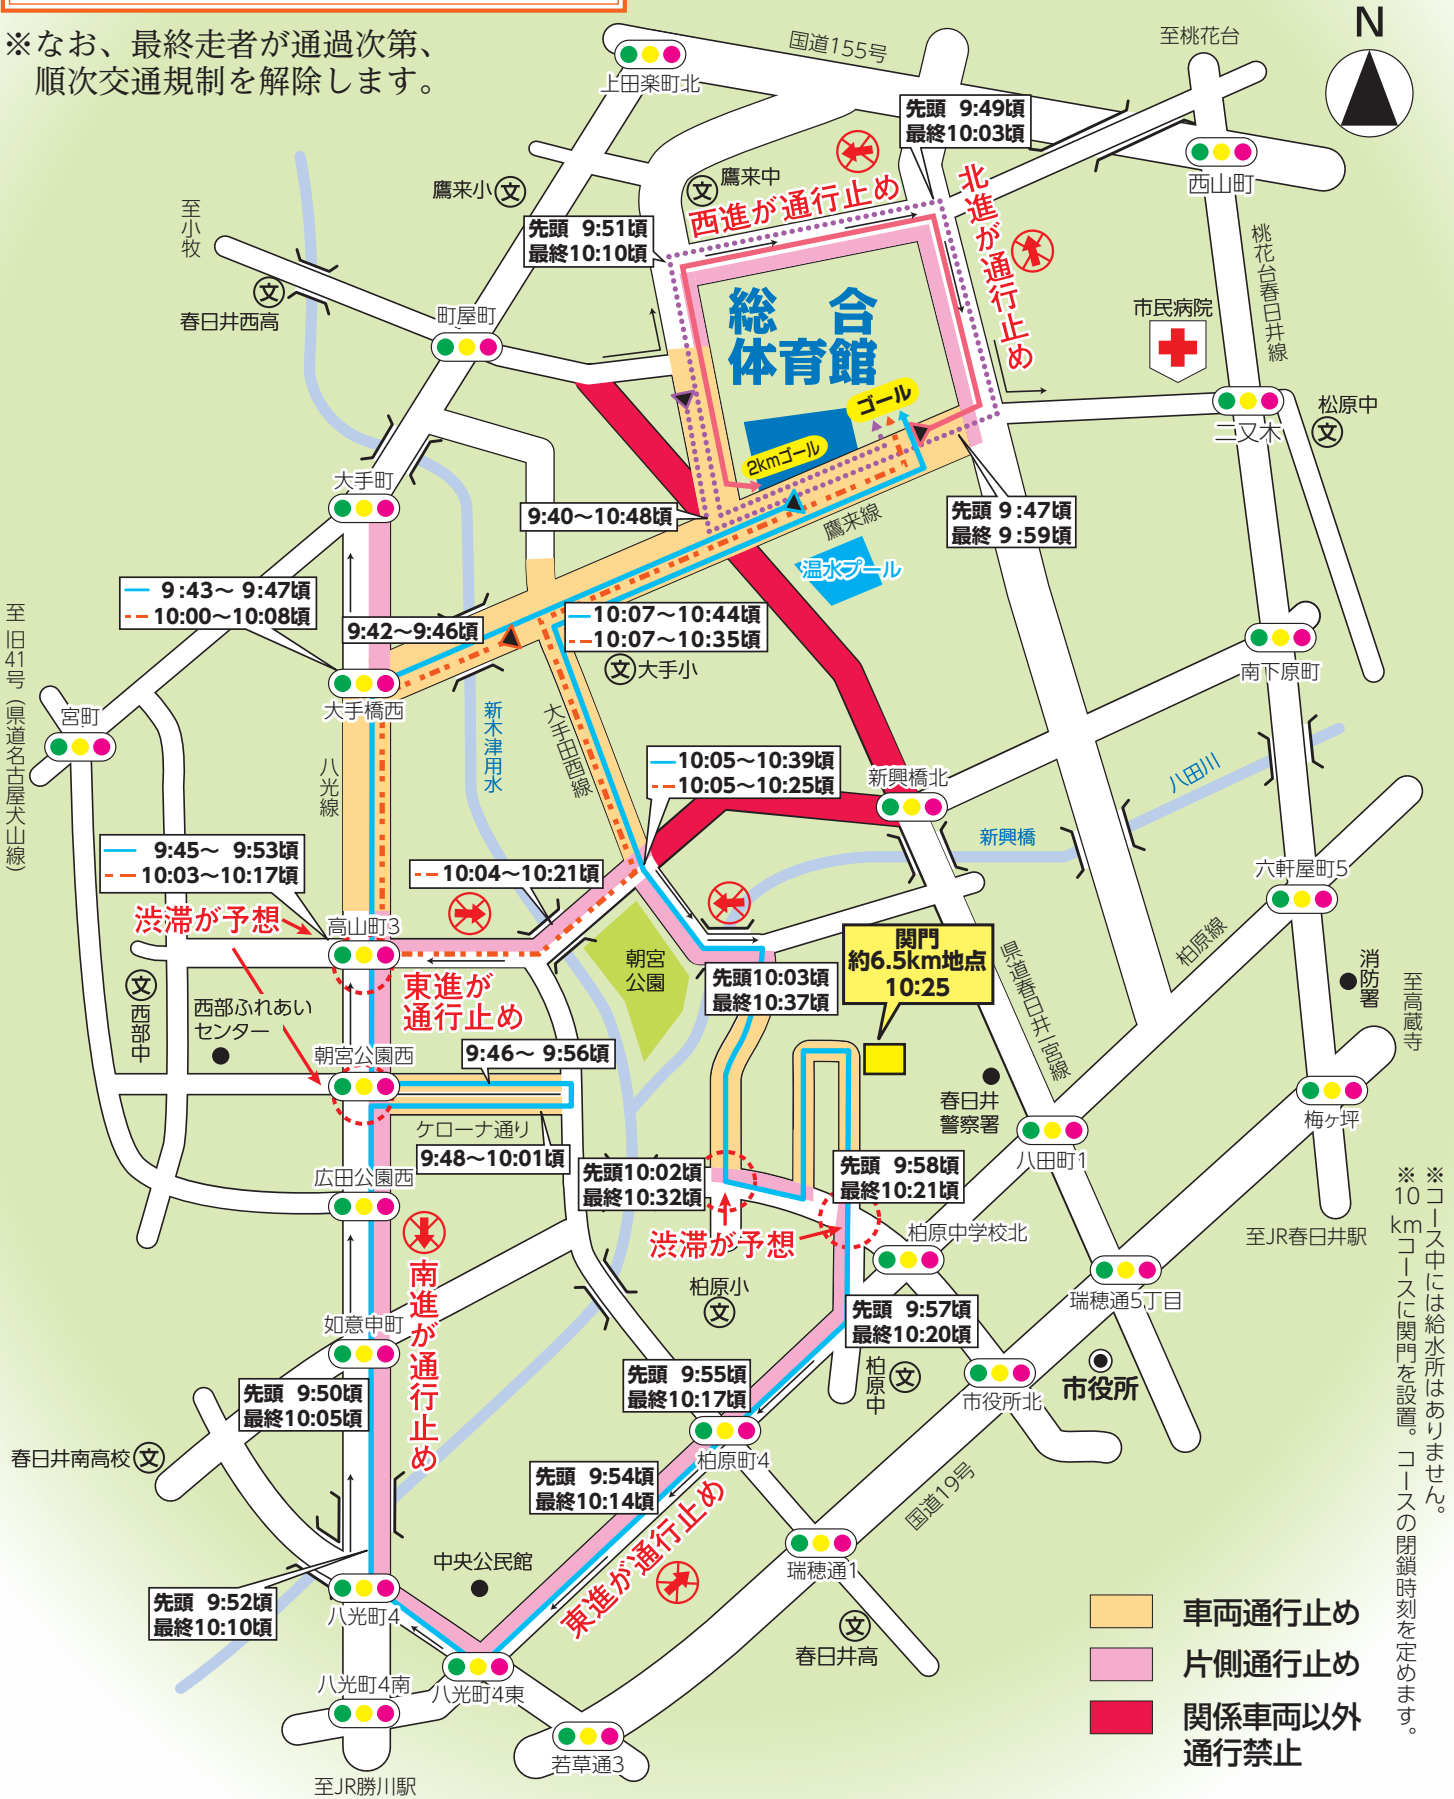 ※なお、最終走者が通過次第、
順次交通規制を解除します。
N
国道155号
至桃花台
上田楽町北
先頭 9:49頃
最終10:03頃
西山町
鷹来小
文
鷹来中
文
西進が通行止め
北進が通行止め
至小牧
先頭 9:51頃
最終10:10頃
桃花台春日井線
文
春日井西高
町屋町
総合
体育館
市民病院
ゴール
2kmゴール
二又木
松原中
文
大手町
9:40〜10:48頃
鷹来線
先頭 9:47頃
最終 9:59頃
温水プール
9:43〜 9:47頃
10:00〜10:08頃
9:42〜9:46頃
10:07〜10:44頃
10:07〜10:35頃
文
大手小
南下原町
至 旧41号(県道名古屋犬山線)
大手橋西
宮町
新木津用水
大手田西線
八光線
10:05〜10:39頃
10:05〜10:25頃
新興橋北
八田川
新興橋
9:45〜 9:53頃
10:03〜10:17頃
10:04〜10:21頃
六軒屋町5
渋滞が予想
高山町3
朝宮
公園
関門
約6.5km地点
10:25
先頭10:03頃
最終10:37頃
柏原線
県道春日井一宮線
消防署
至高蔵寺
文
西部中
西部ふれあい
センター
東進が
通行止め
朝宮公園西
9:46〜 9:56頃
春日井
警察署
梅ヶ坪
ケローナ通り
9:48〜10:01頃
八田町1
先頭10:02頃
最終10:32頃
先頭 9:58頃
最終10:21頃
広田公園西
渋滞が予想
柏原中学校北
至JR春日井駅
南進が通行止め
柏原小
文
瑞穂通5丁目
先頭 9:57頃
最終10:20頃
如意申町
先頭 9:55頃
最終10:17頃
柏原中
文
市役所
市役所北
先頭 9:50頃
最終10:05頃
春日井南高校
文
柏原町4
先頭 9:54頃
最終10:14頃
東進が通行止め
国道19号
中央公民館
瑞穂通1
先頭 9:52頃
最終10:10頃
八光町4
文
春日井高
八光町4南
八光町4東
若草通3
至JR勝川駅
※コース中には給水所はありません。
※10kmコースに関門を設置。コースの閉鎖時刻を定めます。
車両通行止め
片側通行止め
関係車両以外
通行禁止